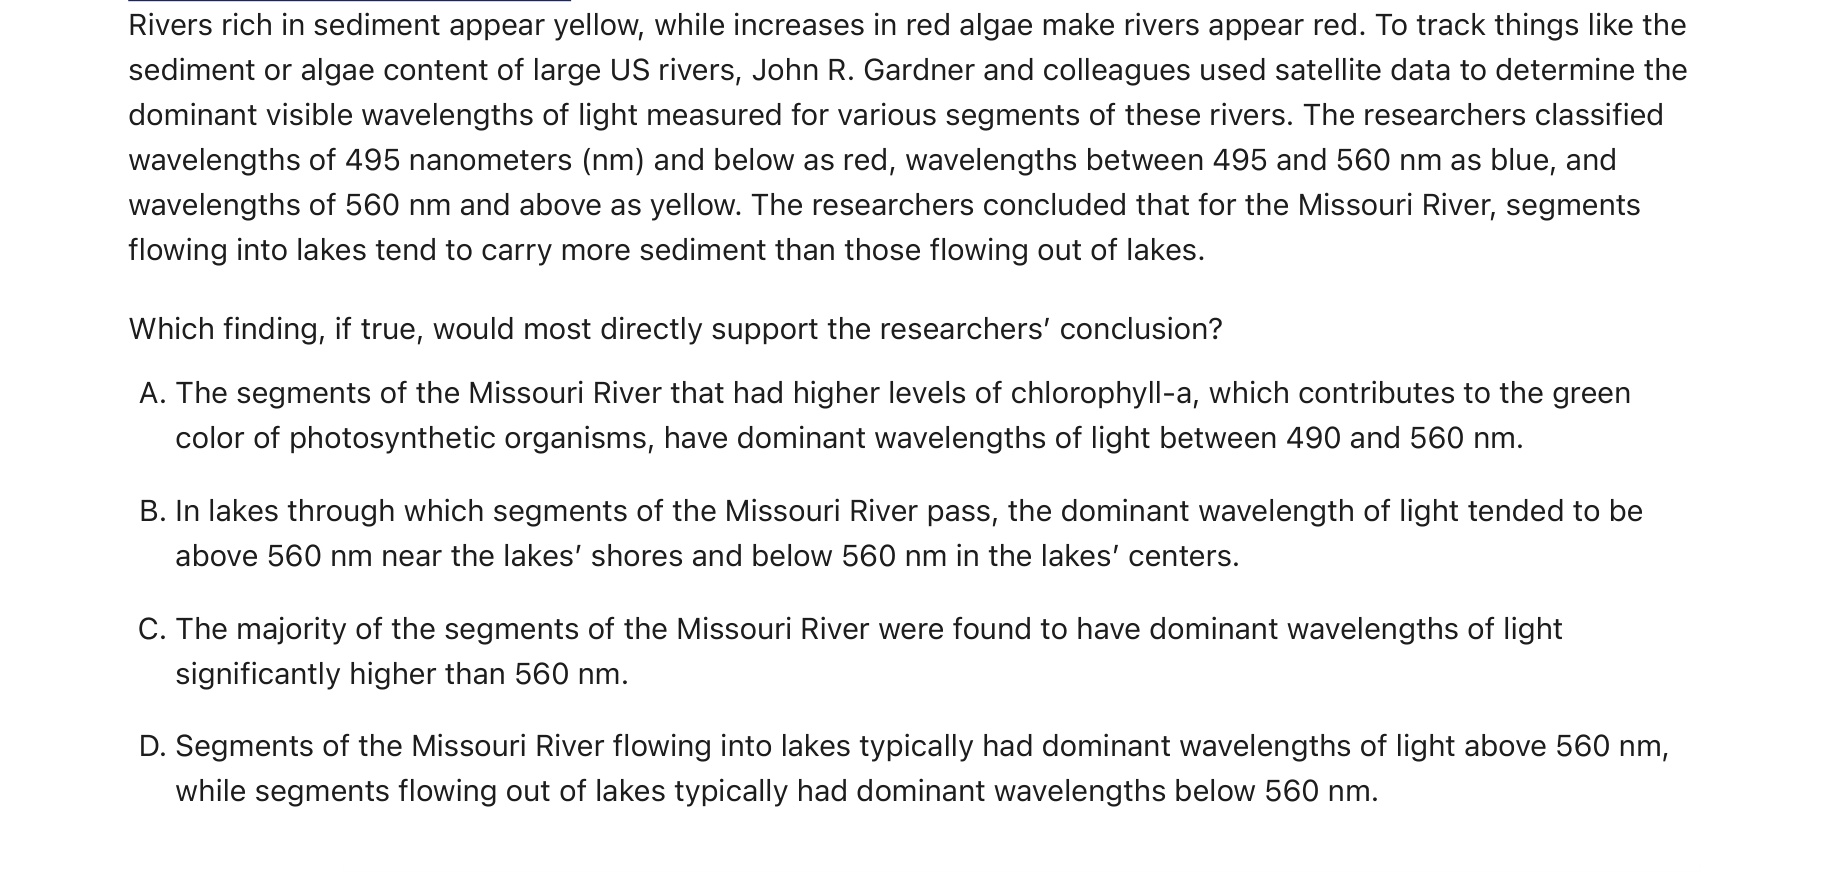 Rivers rich in sediment appear yellow, while increases in red algae make rivers appear red. To track things like the
sediment or algae content of large US rivers, John R. Gardner and colleagues used satellite data to determine the
dominant visible wavelengths of light measured for various segments of these rivers. The researchers classified
wavelengths of 495 nanometers (nm) and below as red, wavelengths between 495 and 560 nm as blue, and
wavelengths of 560 nm and above as yellow. The researchers concluded that for the Missouri River, segments
flowing into lakes tend to carry more sediment than those flowing out of lakes.
Which finding, if true, would most directly support the researchers’ conclusion?
A. The segments of the Missouri River that had higher levels of chlorophyll-a, which contributes to the green
color of photosynthetic organisms, have dominant wavelengths of light between 490 and 560 nm.
B. In lakes through which segments of the Missouri River pass, the dominant wavelength of light tended to be
above 560 nm near the lakes’ shores and below 560 nm in the lakes’ centers.
C. The majority of the segments of the Missouri River were found to have dominant wavelengths of light
significantly higher than 560 nm.
D. Segments of the Missouri River flowing into lakes typically had dominant wavelengths of light above 560 nm,
while segments flowing out of lakes typically had dominant wavelengths below 560 nm.